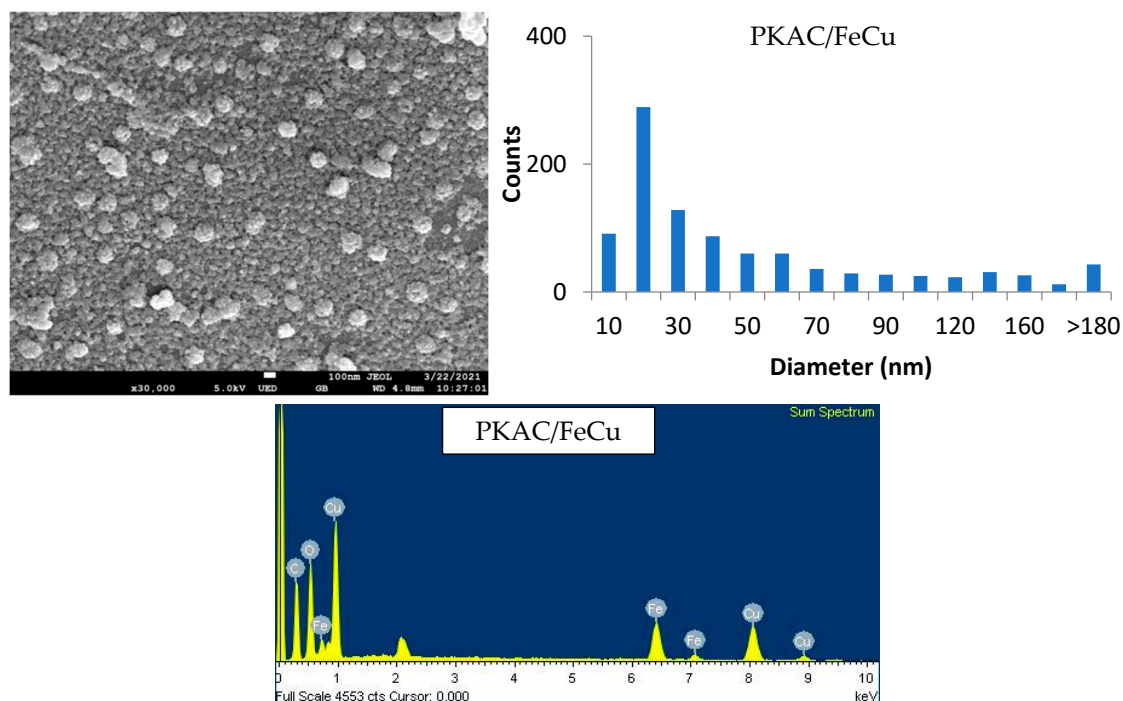 100nm JEOL 3/22/2021
x30,000 5.0kV UED GB WD 4.8mm 10:27:01
PKAC/FeCu
400
200
0
Counts
10 30 50 70 90 120 160 >180
Diameter (nm)
Sum Spectrum
PKAC/FeCu
Cu
O
C
Fe
Fe
Fe
Cu
Cu
0 1 2 3 4 5 6 7 8 9 10
Full Scale 4553 cts Cursor: 0.000 keV